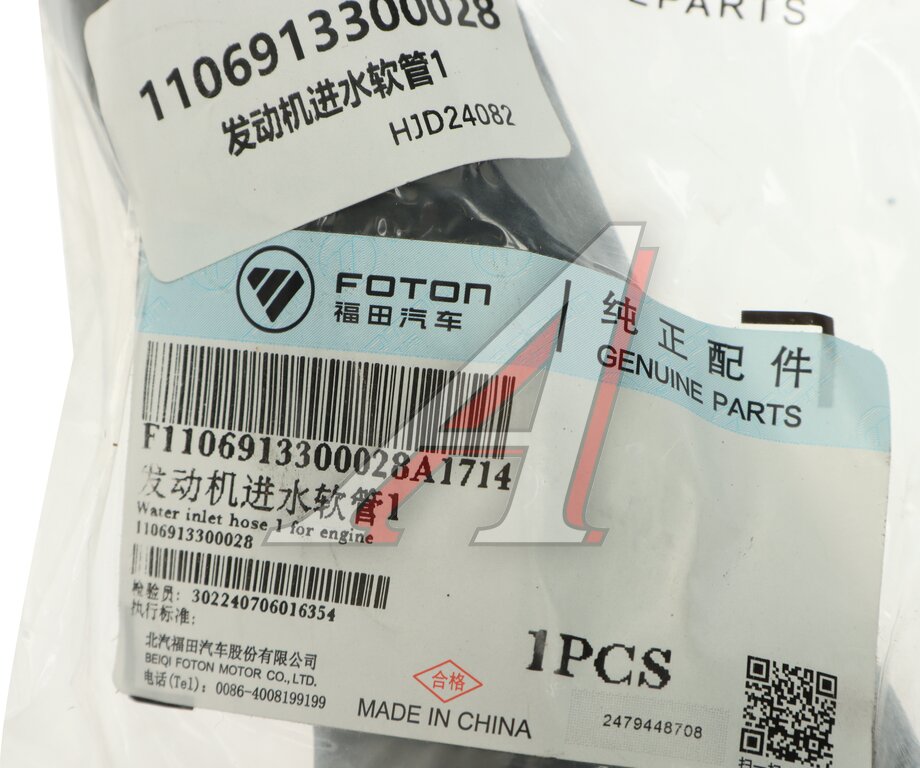 PARTS
1106913300028
发动机进水软管1
HJD24082
FOTON
福田汽车
纯正配件
GENUINE PARTS
F1106913300028A1714
发动机进水软管1
Water inlet hose 1 for engine
1106913300028
检验员: 302240706016354
执行标准:
北汽福田汽车股份有限公司
BEIQI FOTON MOTOR CO.,LTD.
电话(Tel): 0086-4008199199
合格
MADE IN CHINA
1PCS
2479448708